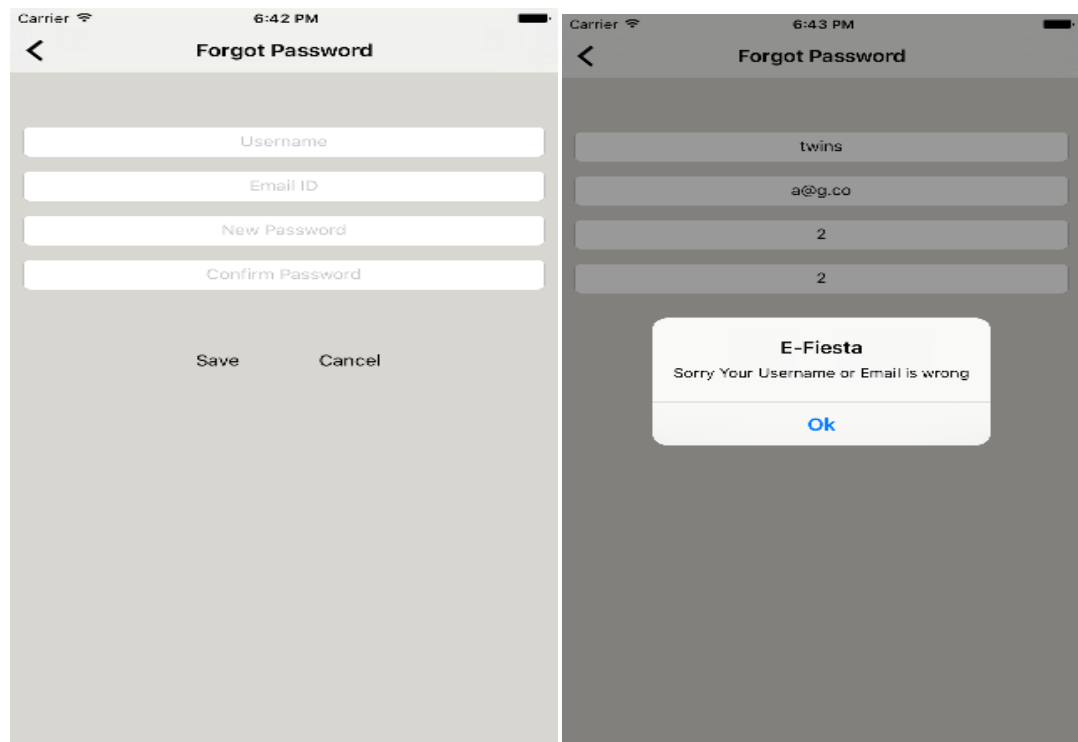 Carrier 6:42 PM
Forgot Password
Username
Email ID
New Password
Confirm Password
Save Cancel
Carrier 6:43 PM
Forgot Password
twins
a@g.co
2
2
E-Fiesta
Sorry Your Username or Email is wrong
Ok